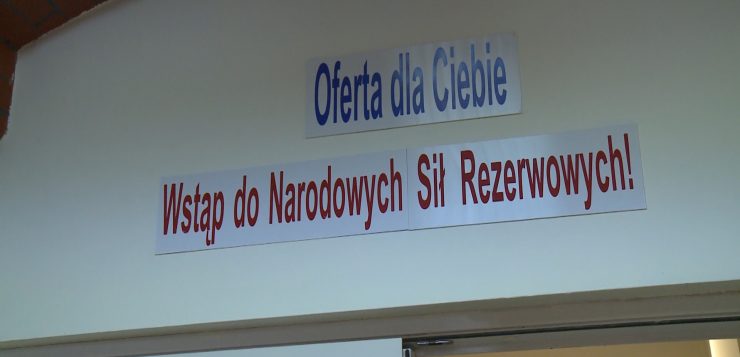 Oferta dla Ciebie
Wstąp do Narodowych Sił Rezerwowych!